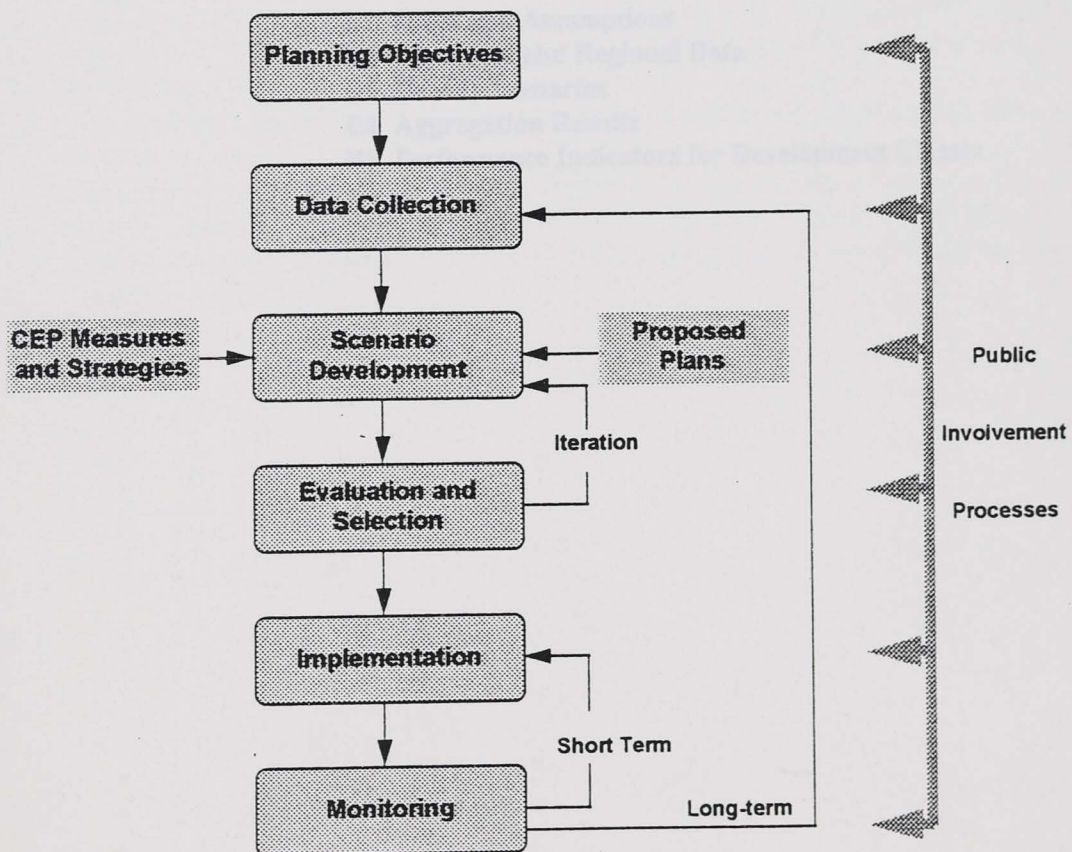 Planning Objectives
Data Collection
CEP Measures
and Strategies
Scenario
Development
Proposed
Plans
Iteration
Evaluation and
Selection
Implementation
Short Term
Monitoring
Long-term
Public
Involvement
Processes